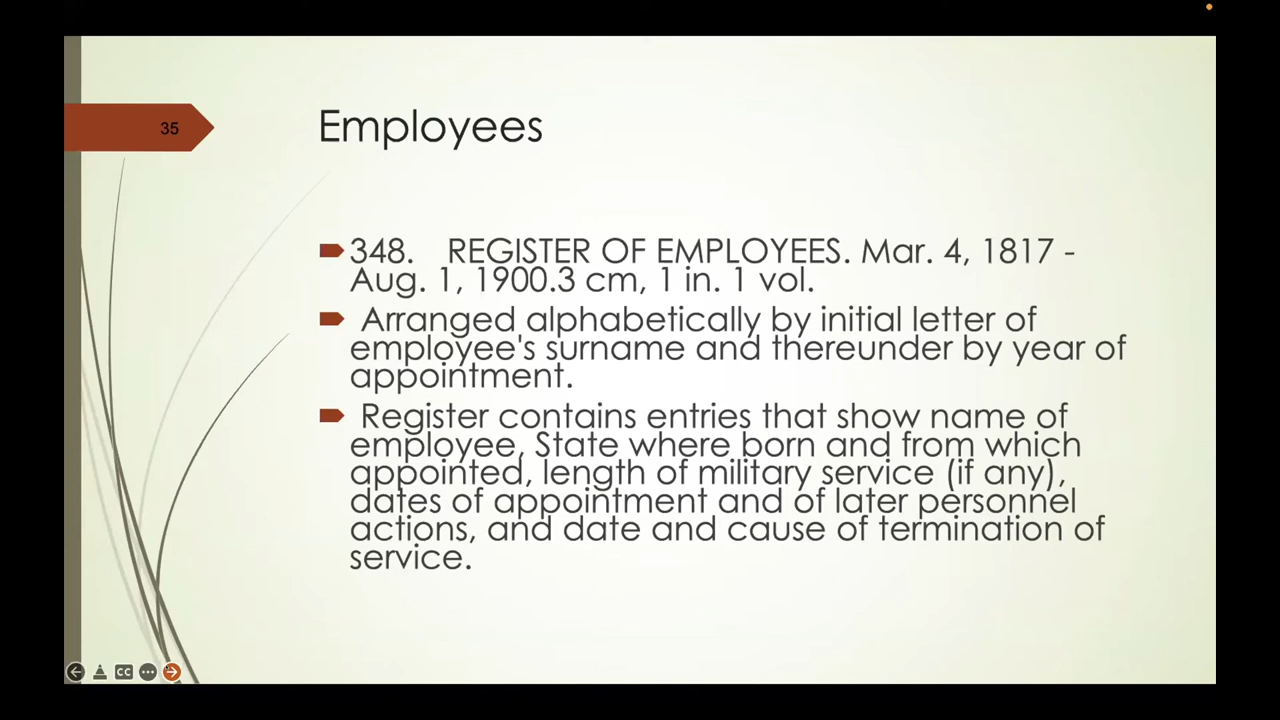 35
Employees
348. REGISTER OF EMPLOYEES. Mar. 4, 1817 -
Aug. 1, 1900.3 cm, 1 in. 1 vol.
Arranged alphabetically by initial letter of
employee's surname and thereunder by year of
appointment.
Register contains entries that show name of
employee, State where born and from which
appointed, length of military service (if any),
dates of appointment and of later personnel
actions, and date and cause of termination of
service.
CC